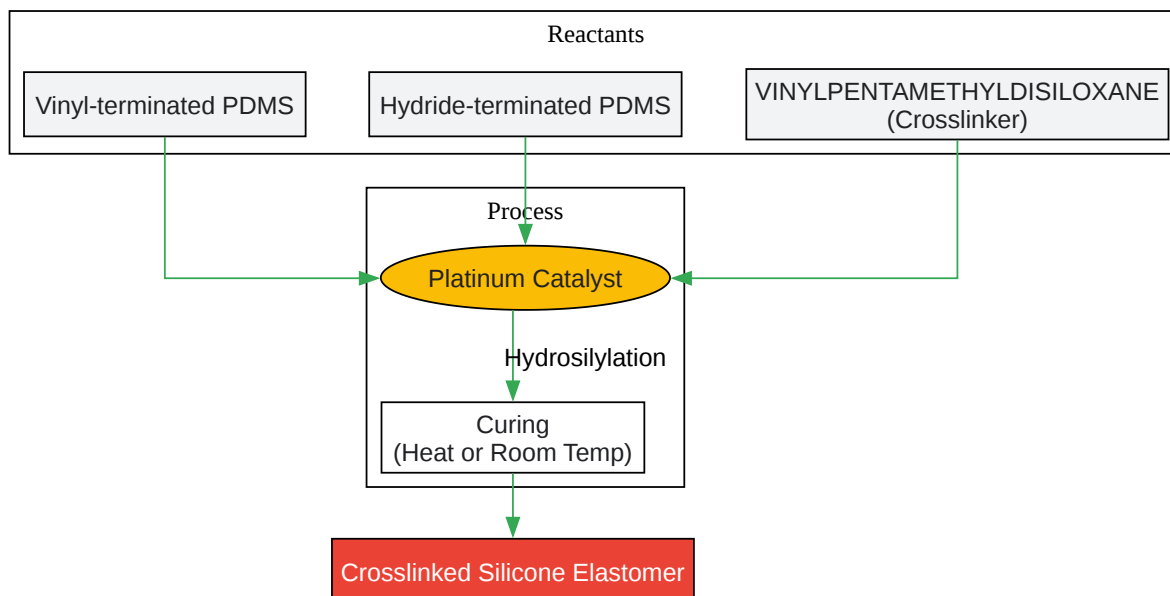 Reactants
Vinyl-terminated PDMS
Hydride-terminated PDMS
VINYLPENTAMETHYLDISILOXANE
(Crosslinker)
Process
Platinum Catalyst
Hydrosilylation
Curing
(Heat or Room Temp)
Crosslinked Silicone Elastomer